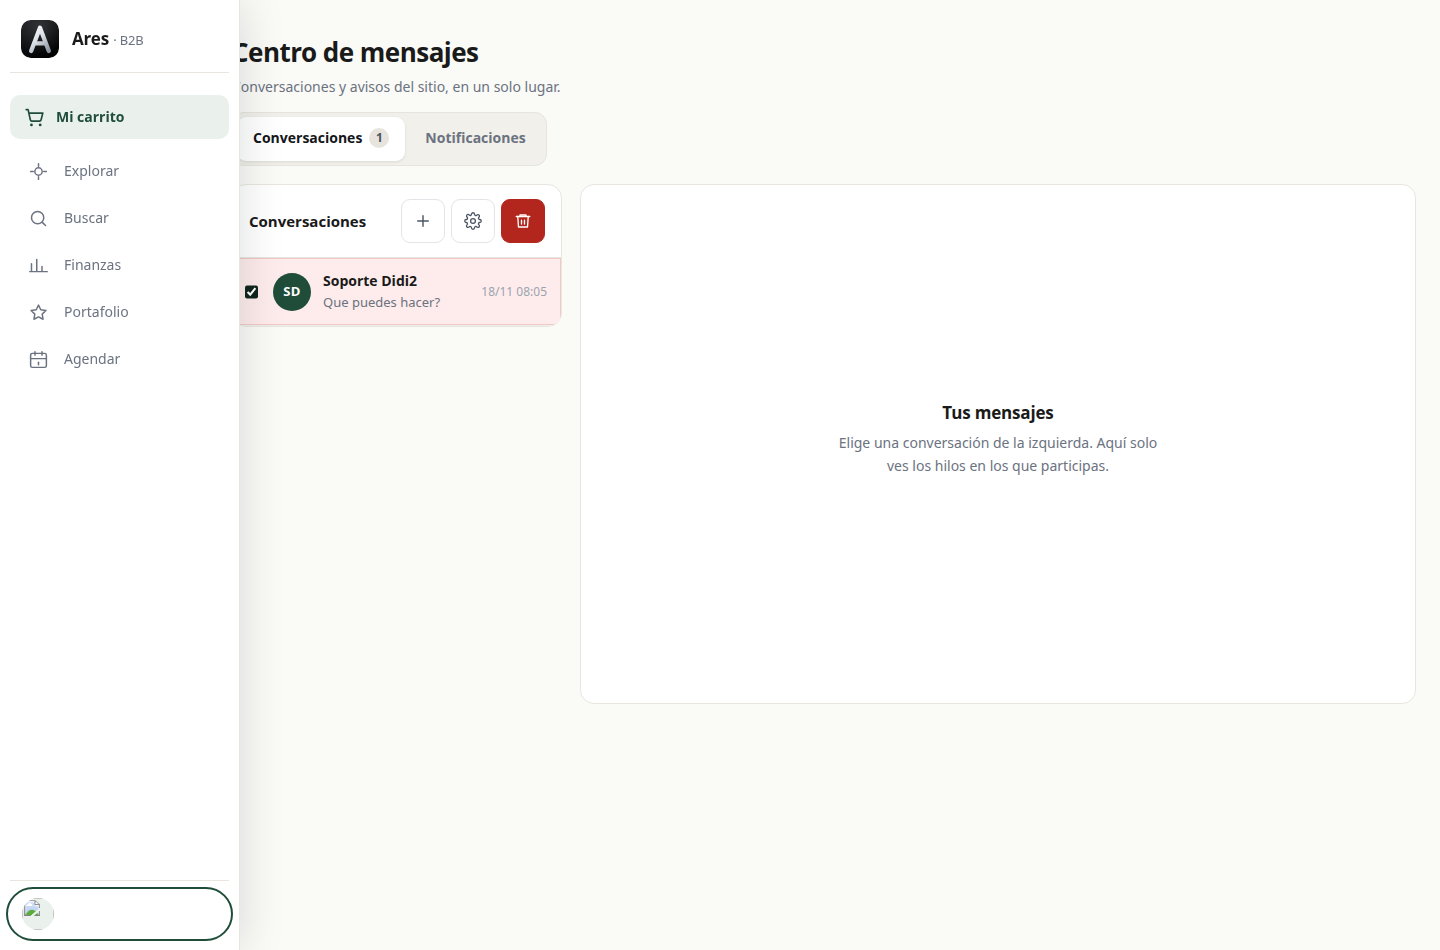 Ares · B2B
Mi carrito
Explorar
Buscar
Finanzas
Portafolio
Agendar
Centro de mensajes
onversaciones y avisos del sitio, en un solo lugar.
Conversaciones 1
Notificaciones
Conversaciones
SD
Soporte Didi2
Que puedes hacer?
18/11 08:05
Tus mensajes
Elige una conversación de la izquierda. Aquí solo
ves los hilos en los que participas.